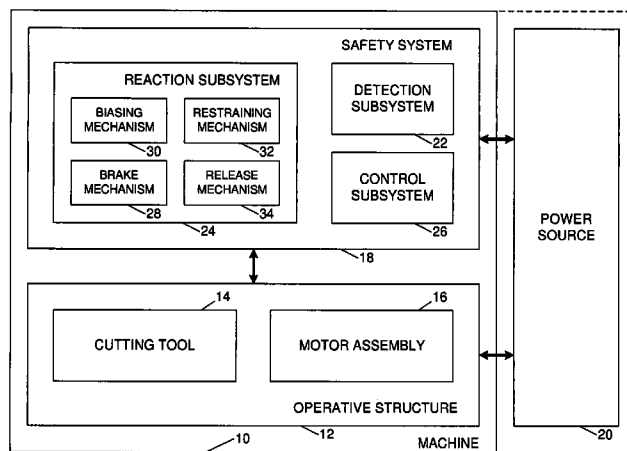 SAFETY SYSTEM
REACTION SUBSYSTEM
BIASING
MECHANISM
30
RESTRAINING
MECHANISM
32
BRAKE
MECHANISM
28
RELEASE
MECHANISM
34
24
DETECTION
SUBSYSTEM
22
CONTROL
SUBSYSTEM
26
18
POWER
SOURCE
20
14
CUTTING TOOL
16
MOTOR ASSEMBLY
OPERATIVE STRUCTURE
12
10
MACHINE